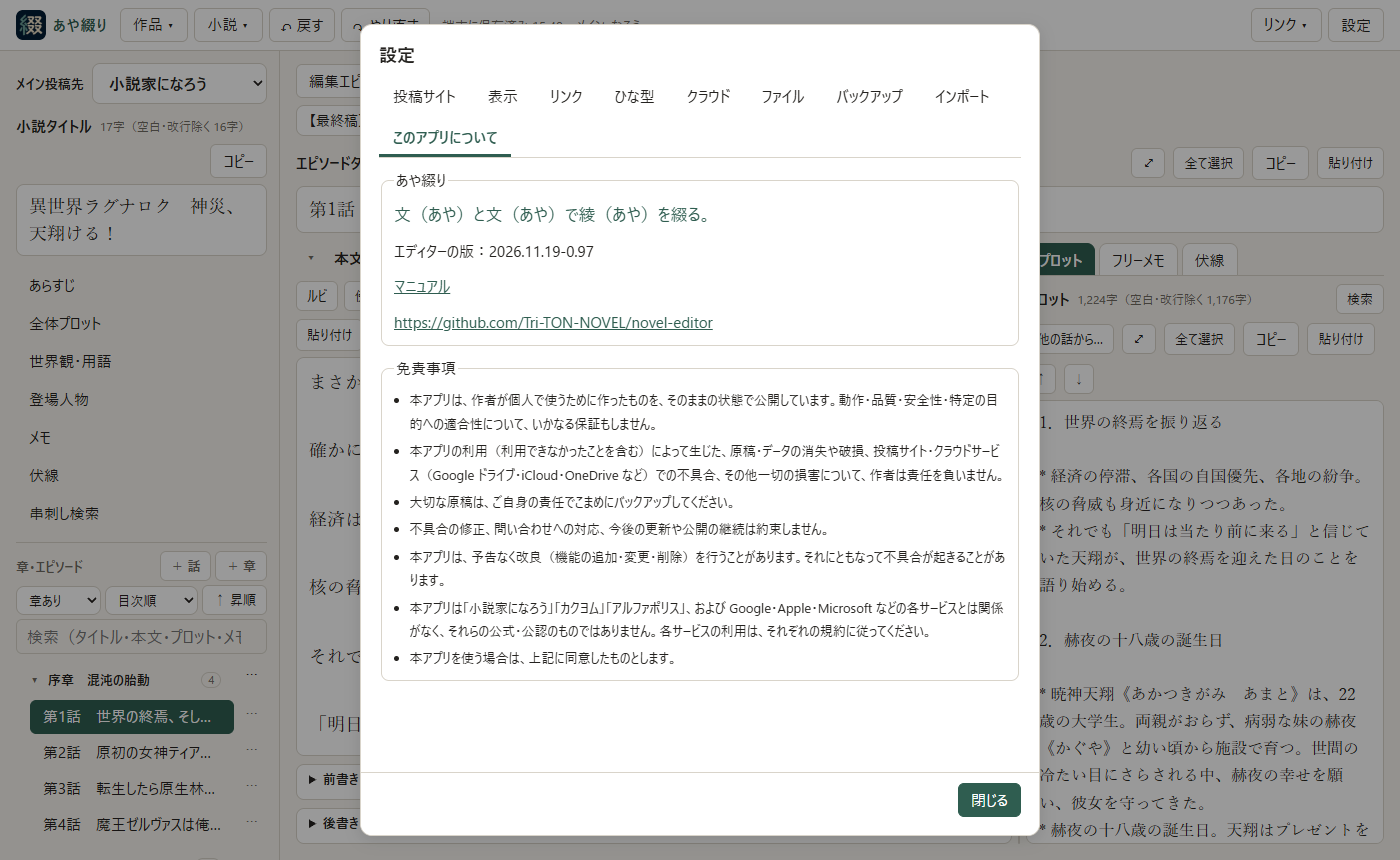 綴 あや綴り 作品 ▾ 小説 ▾ 戻す
リンク ▾ 設定
メイン投稿先 小説家になろう
小説タイトル 17字（空白・改行除く 16字）
コピー
異世界ラグナロク　神災、
天翔ける！
あらすじ
全体プロット
世界観・用語
登場人物
メモ
伏線
串刺し検索
章・エピソード ＋ 話 ＋ 章
章あり 目次順 ↑ 昇順
検索（タイトル・本文・プロット・メモ
▼ 序章　混沌の胎動 4 …
第1話　世界の終焉、そし... …
第2話　原初の女神ティア... …
第3話　転生したら原生林... …
第4話　魔王ゼルヴァスは俺... …
編集エピ
【最終稿】
エピソードタ
第1話
▼ 本文
ルビ
貼り付け
まさか
確かに
経済は
核の脅
それで
「明日
▶ 前書き
▶ 後書き
設定
投稿サイト 表示 リンク ひな型 クラウド ファイル バックアップ インポート
このアプリについて
あや綴り
文（あや）と文（あや）で綾（あや）を綴る。
エディターの版：2026.11.19-0.97
マニュアル
https://github.com/Tri-TON-NOVEL/novel-editor
免責事項
• 本アプリは、作者が個人で使うために作ったものを、そのままの状態で公開しています。動作・品質・安全性・特定の目
的への適合性について、いかなる保証もしません。
• 本アプリの利用（利用できなかったことを含む）によって生じた、原稿・データの消失や破損、投稿サイト・クラウドサービ
ス（Google ドライブ・iCloud・OneDrive など）での不具合、その他一切の損害について、作者は責任を負いません。
• 大切な原稿は、ご自身の責任でこまめにバックアップしてください。
• 不具合の修正、問い合わせへの対応、今後の更新や公開の継続は約束しません。
• 本アプリは、予告なく改良（機能の追加・変更・削除）を行うことがあります。それにともなって不具合が起きることがあ
ります。
• 本アプリは「小説家になろう」「カクヨム」「アルファポリス」、および Google・Apple・Microsoft などの各サービスとは関係
がなく、それらの公式・公認のものではありません。各サービスの利用は、それぞれの規約に従ってください。
• 本アプリを使う場合は、上記に同意したものとします。
閉じる
⤢ 全て選択 コピー 貼り付け
プロット フリーメモ 伏線
ロット 1,224字（空白・改行除く 1,176字） 検索
他の話から... ⤢ 全て選択 コピー 貼り付け
↑ ↓
1．世界の終焉を振り返る
* 経済の停滞、各国の自国優先、各地の紛争。
核の脅威も身近になりつつあった。
* それでも「明日は当たり前に来る」と信じて
いた天翔が、世界の終焉を迎えた日のことを
語り始める。
2．赫夜の十八歳の誕生日
* 暁神天翔《あかつきがみ　あまと》は、22
歳の大学生。両親がおらず、病弱な妹の赫夜
《かぐや》と幼い頃から施設で育つ。世間の
冷たい目にさらされる中、赫夜の幸せを願
い、彼女を守ってきた。
* 赫夜の十八歳の誕生日。天翔はプレゼントを